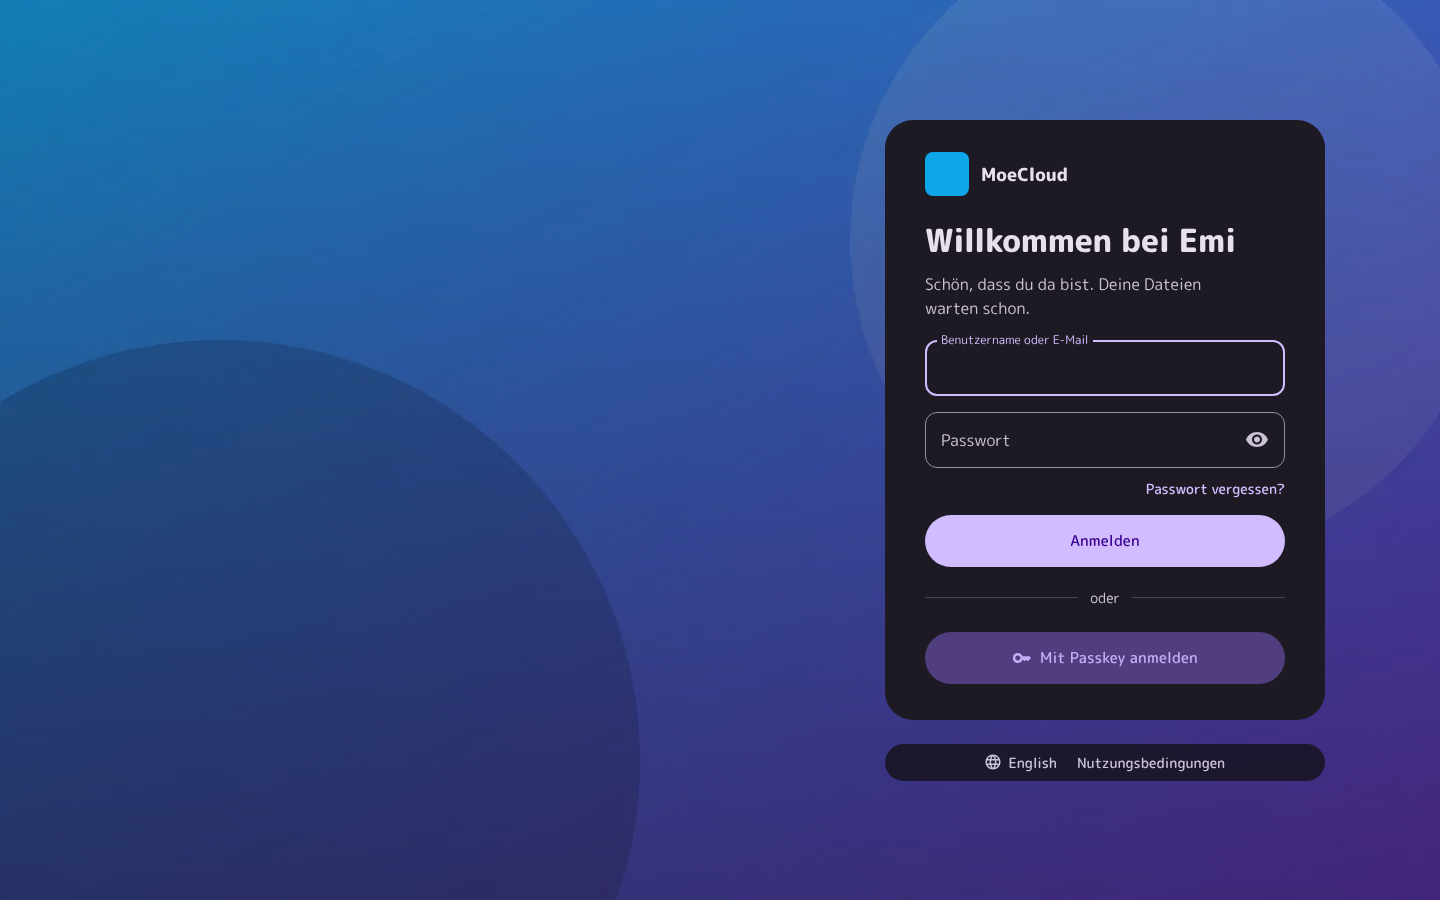 MoeCloud
Willkommen bei Emi
Schön, dass du da bist. Deine Dateien
warten schon.
Benutzername oder E-Mail
Passwort
Passwort vergessen?
Anmelden
oder
Mit Passkey anmelden
English Nutzungsbedingungen